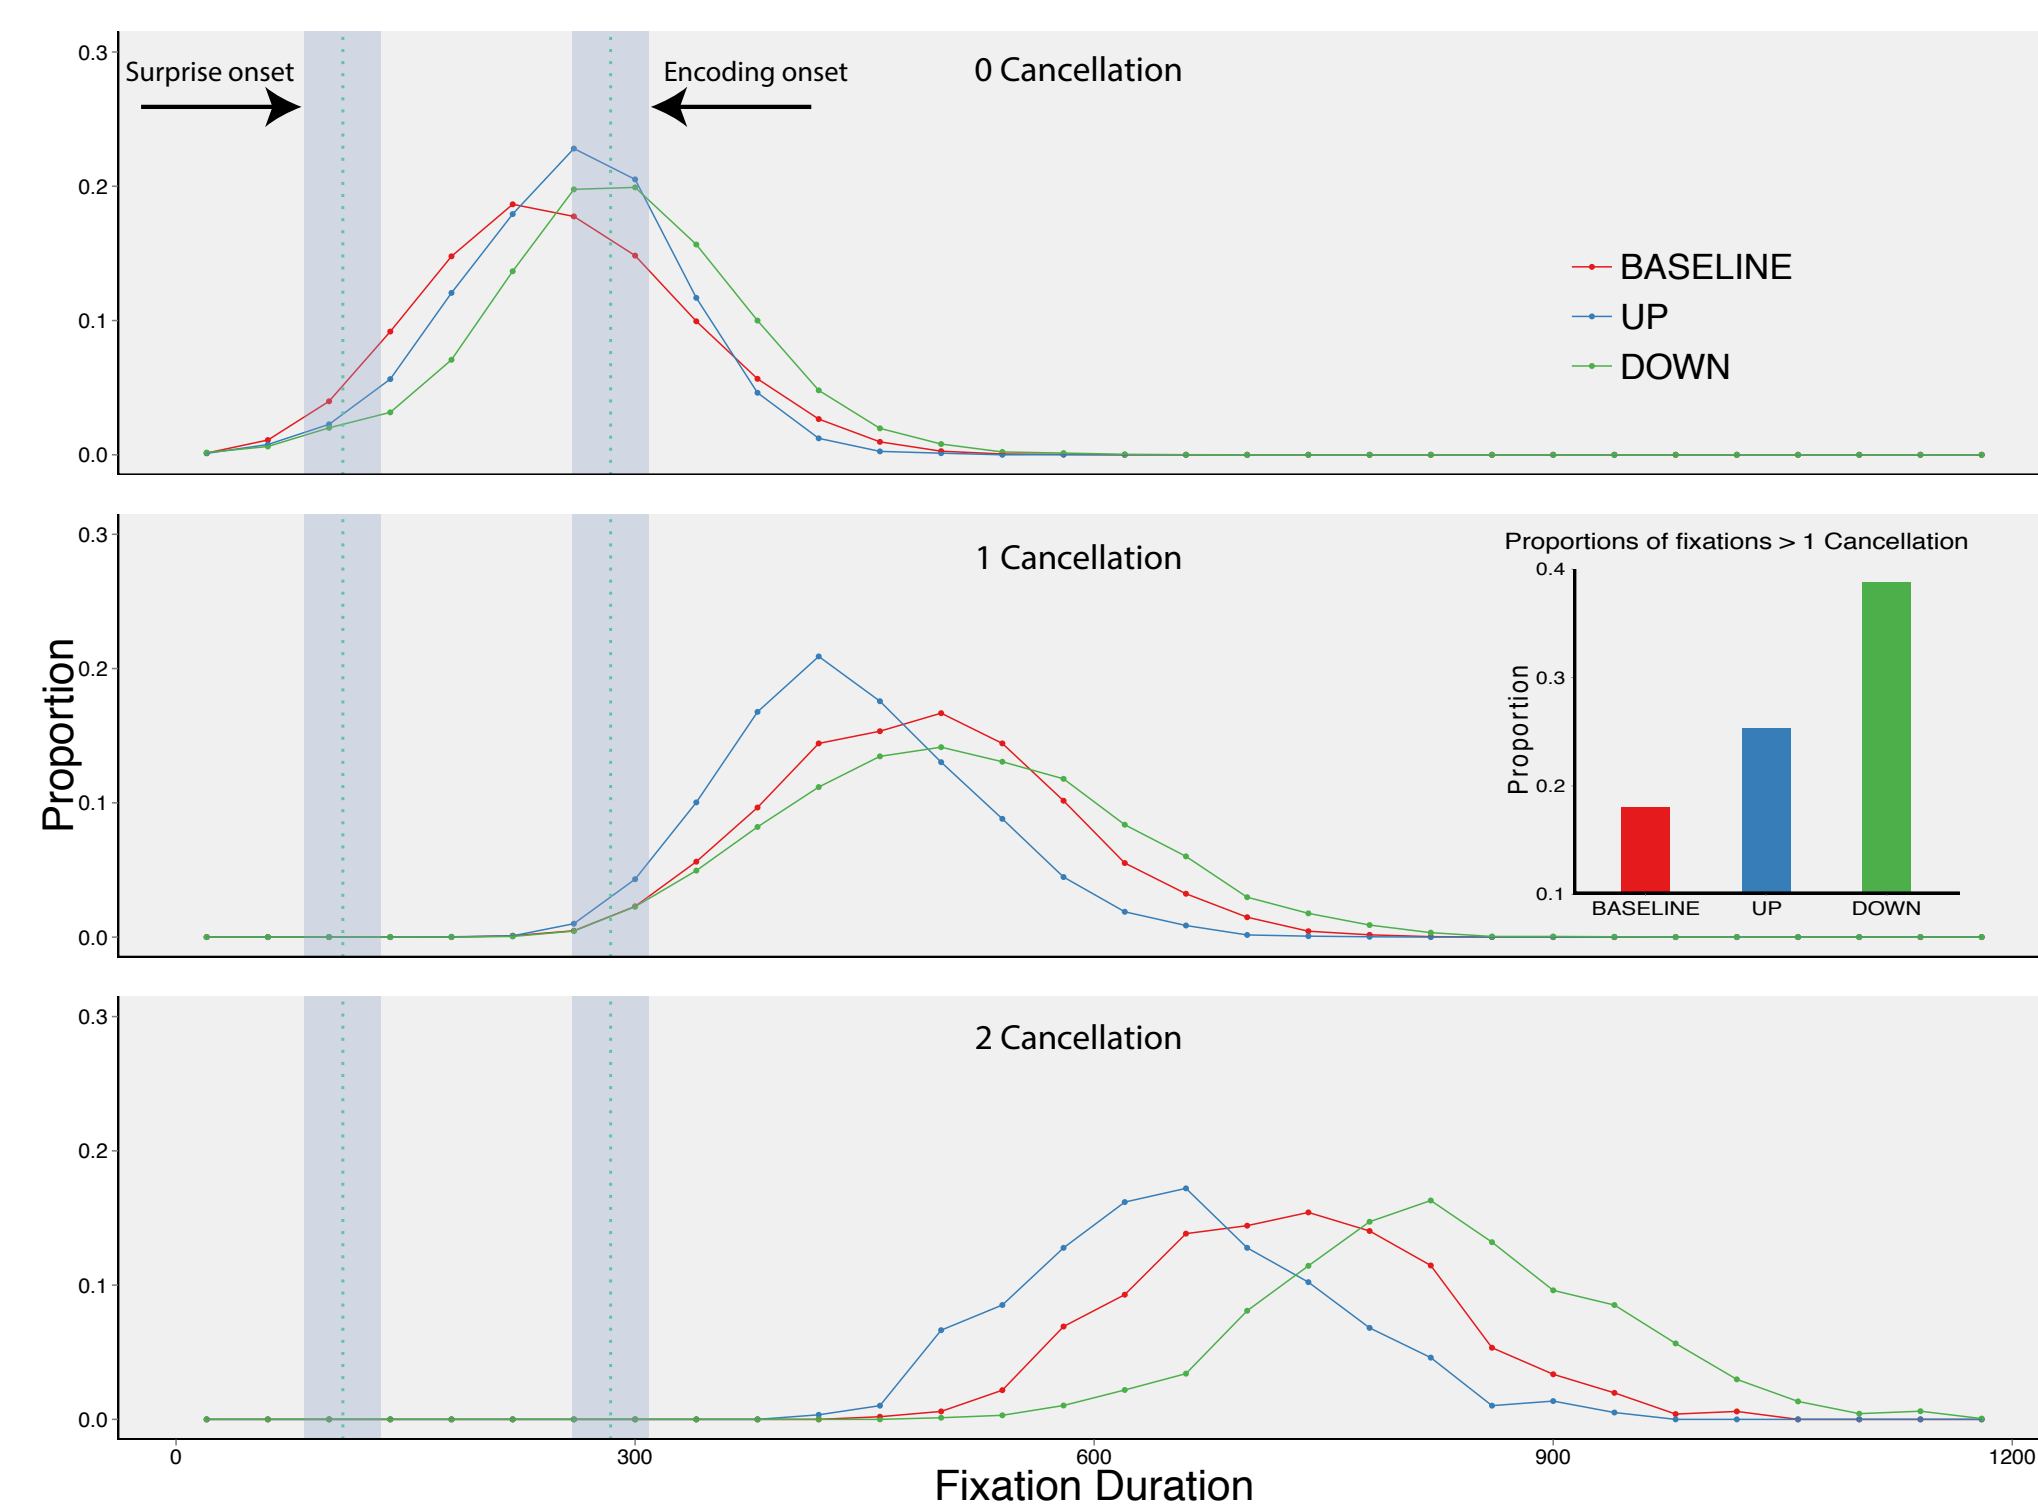 0.3
Surprise onset
Encoding onset
0 Cancellation
0.2
BASELINE
UP
0.1
DOWN
0.0
0.3
1 Cancellation
Proportions of fixations > 1 Cancellation
0.4
0.3
0.2
0.1
Proportion
BASELINE UP DOWN
Proportion
0.2
0.1
0.0
0.3
2 Cancellation
0.2
0.1
0.0
0 300 600 900 1200
Fixation Duration